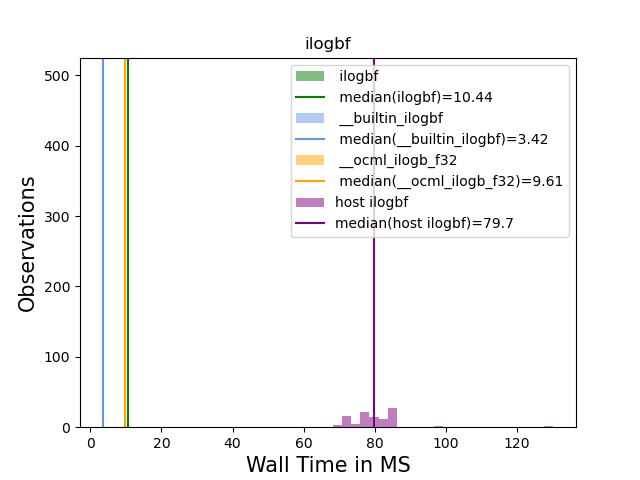 ilogbf
500
400
300
200
100
0
Observations
ilogbf
median(ilogbf)=10.44
__builtin_ilogbf
median(__builtin_ilogbf)=3.42
__ocml_ilogb_f32
median(__ocml_ilogb_f32)=9.61
host ilogbf
median(host ilogbf)=79.7
0 20 40 60 80 100 120
Wall Time in MS